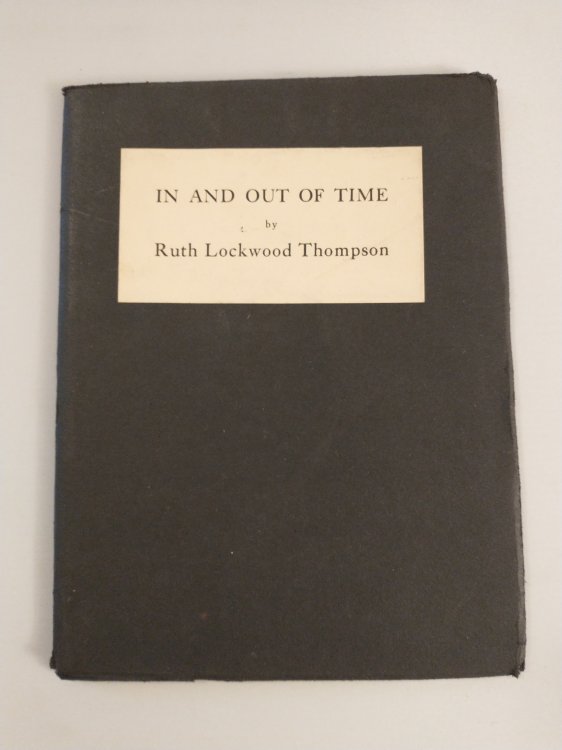 IN AND OUT OF TIME
by
Ruth Lockwood Thompson